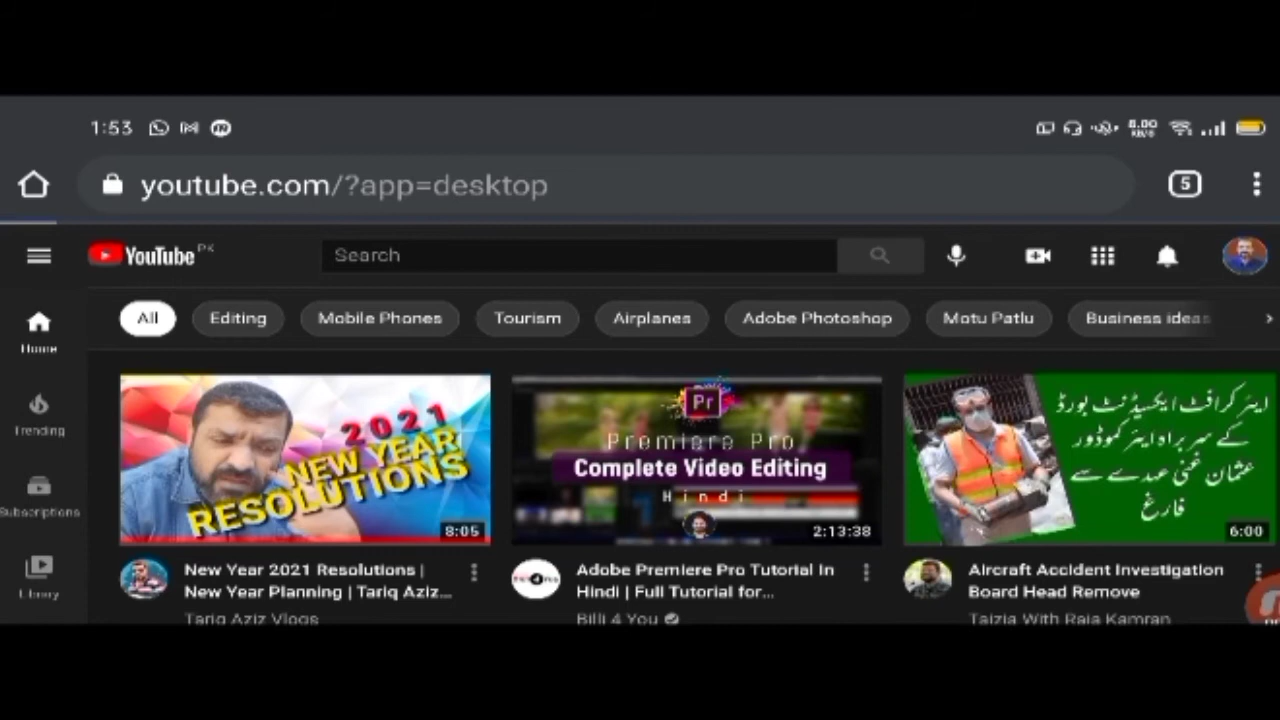 1:53
6.00
KB/S
youtube.com/?app=desktop
5
YouTube PK
Search
All
Editing
Mobile Phones
Tourism
Airplanes
Adobe Photoshop
Motu Patlu
Business ideas
Home
Trending
Subscriptions
Library
2021
NEW YEAR
RESOLUTIONS
8:05
New Year 2021 Resolutions |
New Year Planning | Tariq Aziz...
Tariq Aziz Vlogs
Pr
Premiere Pro
Complete Video Editing
Hindi
2:13:38
Adobe Premiere Pro Tutorial In
Hindi | Full Tutorial for...
Billi 4 You
ایئر کرافٹ ایکسیڈنٹ بورڈ
کے سربراہ ایئر کموڈور
عثمان غنی عہدے سے
فارغ
6:00
Aircraft Accident Investigation
Board Head Remove
Taizia With Raja Kamran